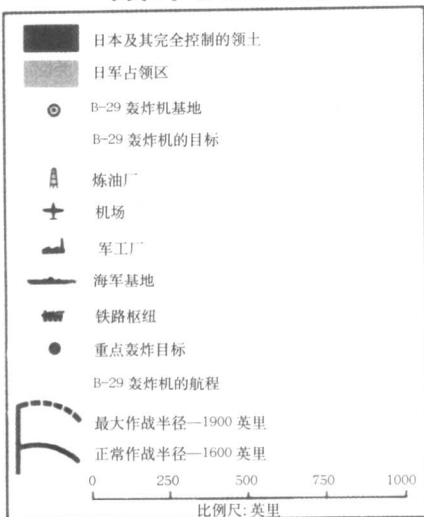 日本及其完全控制的领土
日军占领区
B-29 轰炸机基地
B-29 轰炸机的目标
炼油厂
机场
军工厂
海军基地
铁路枢纽
重点轰炸目标
B-29 轰炸机的航程
最大作战半径—1900 英里
正常作战半径—1600 英里
0 250 500 750 1000
比例尺: 英里